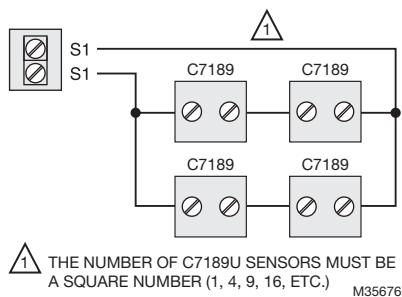 1
S1
S1
C7189 C7189
C7189 C7189
1 THE NUMBER OF C7189U SENSORS MUST BE
A SQUARE NUMBER (1, 4, 9, 16, ETC.)
M35676